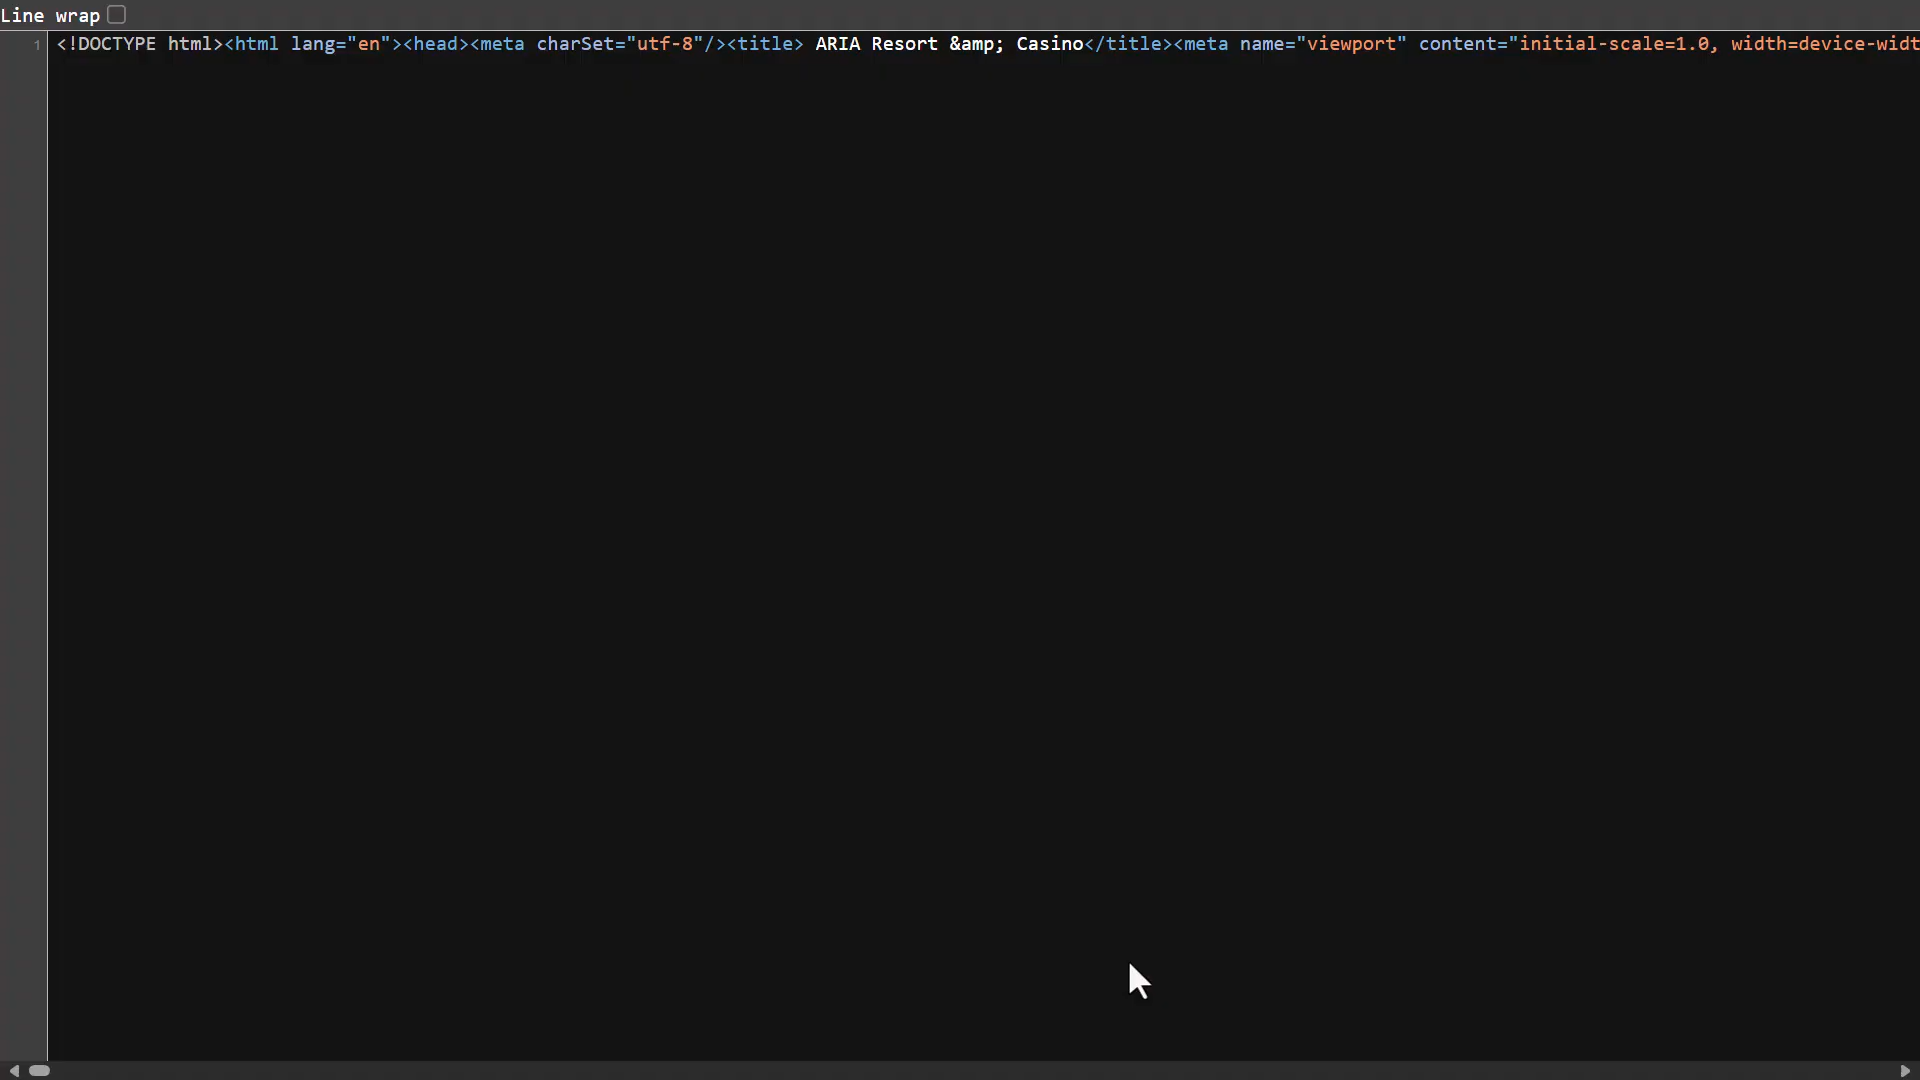 Line wrap
1 <!DOCTYPE html><html lang="en"><head><meta charSet="utf-8"/><title> ARIA Resort &amp; Casino</title><meta name="viewport" content="initial-scale=1.0, width=device-widt